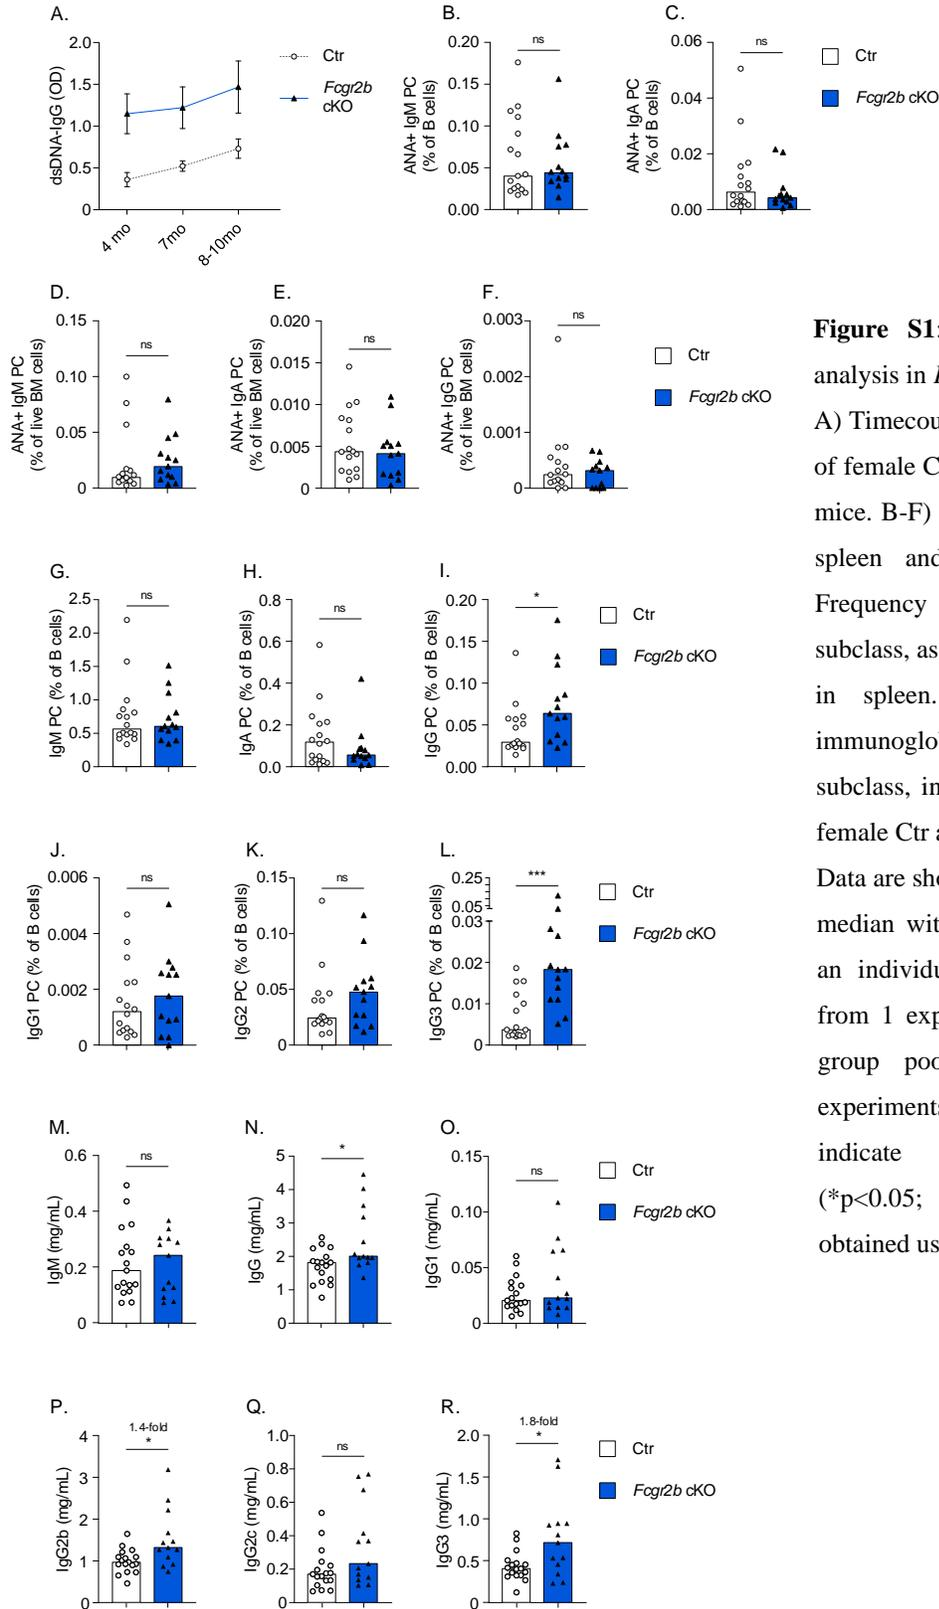 A.
dsDNA-IgG (OD)
2.0
1.5
1.0
0.5
0
4 mo
7mo
8-10mo
Ctr
Fcgr2b
cKO
B.
ANA+ IgM PC
(% of B cells)
0.20
0.15
0.10
0.05
0.00
ns
C.
ANA+ IgA PC
(% of B cells)
0.06
0.04
0.02
0.00
ns
Ctr
Fcgr2b cKO
D.
ANA+ IgM PC
(% of live BM cells)
0.15
0.10
0.05
0
ns
E.
ANA+ IgA PC
(% of live BM cells)
0.020
0.015
0.010
0.005
0
ns
F.
ANA+ IgG PC
(% of live BM cells)
0.003
0.002
0.001
0
ns
Ctr
Fcgr2b cKO
G.
IgM PC (% of B cells)
2.5
2.0
1.5
1.0
0.5
0.0
ns
H.
IgA PC (% of B cells)
0.8
0.6
0.4
0.2
0.0
ns
I.
IgG PC (% of B cells)
0.20
0.15
0.10
0.05
0.00
*
Ctr
Fcgr2b cKO
J.
IgG1 PC (% of B cells)
0.006
0.004
0.002
0
ns
K.
IgG2 PC (% of B cells)
0.15
0.10
0.05
0
ns
L.
IgG3 PC (% of B cells)
0.25
0.05
0.03
0.02
0.01
0
***
Ctr
Fcgr2b cKO
M.
IgM (mg/mL)
0.6
0.4
0.2
0
ns
N.
IgG (mg/mL)
5
4
3
2
1
0
*
O.
IgG1 (mg/mL)
0.15
0.10
0.05
0
ns
Ctr
Fcgr2b cKO
P.
IgG2b (mg/mL)
4
3
2
1
0
1.4-fold
*
Q.
IgG2c (mg/mL)
1.0
0.8
0.6
0.4
0.2
0
ns
R.
IgG3 (mg/mL)
2.0
1.5
1.0
0.5
0
1.8-fold
*
Ctr
Fcgr2b cKO
Figure S1:
analysis in
A) Timecou
of female C
mice. B-F)
spleen and
Frequency
subclass, as
in spleen.
immunoglo
subclass, in
female Ctr a
Data are sho
median wit
an individu
from 1 exp
group poo
experiments
indicate
(*p<0.05;
obtained us